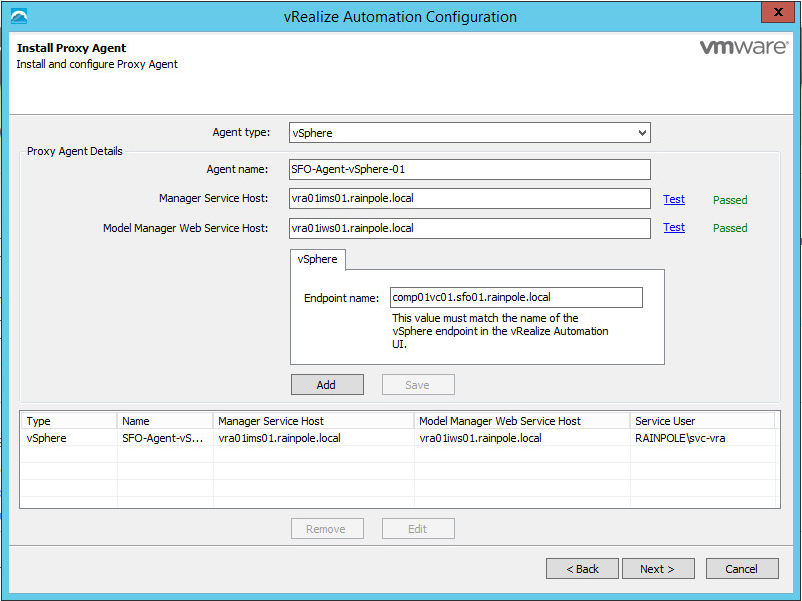 vRealize Automation Configuration
x
Install Proxy Agent
vmware®
Install and configure Proxy Agent
Agent type: vSphere
Proxy Agent Details
Agent name: SFO-Agent-vSphere-01
Manager Service Host: vra01ims01.rainpole.local Test Passed
Model Manager Web Service Host: vra01iws01.rainpole.local Test Passed
vSphere
Endpoint name: comp01vc01.sfo01.rainpole.local
This value must match the name of the
vSphere endpoint in the vRealize Automation
UI.
Add Save
Type Name Manager Service Host Model Manager Web Service Host Service User
vSphere SFO-Agent-vS... vra01ims01.rainpole.local vra01iws01.rainpole.local RAINPOLE\svc-vra
Remove Edit
< Back Next > Cancel